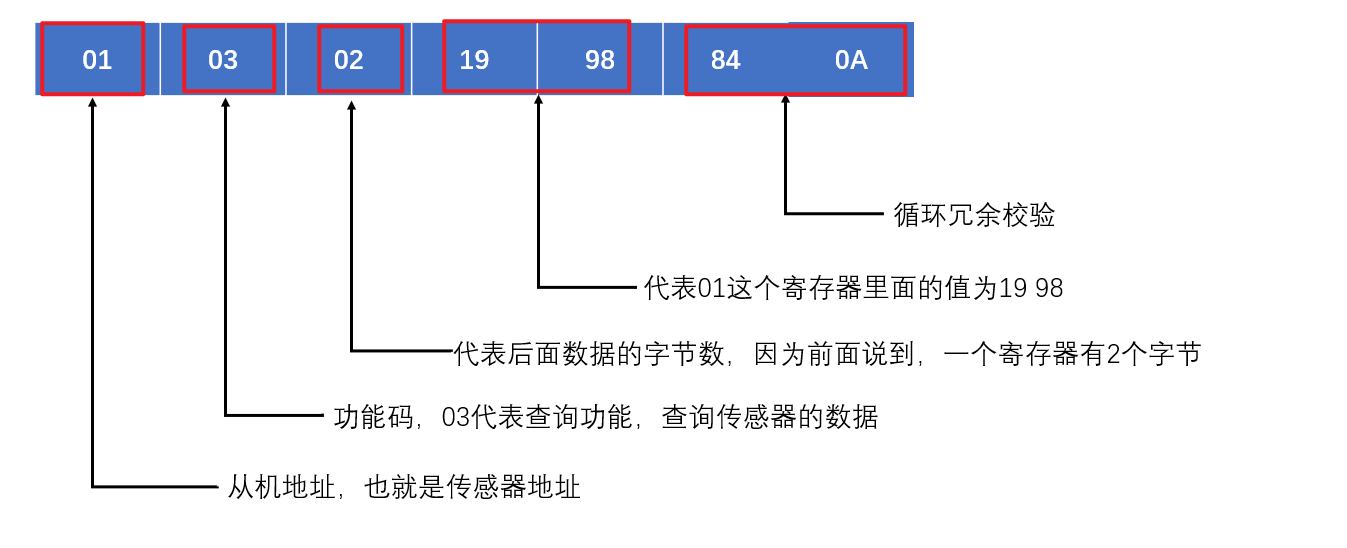 01 03 02 19 98 84 0A
循环冗余校验
代表01这个寄存器里面的值为19 98
代表后面数据的字节数，因为前面说到，一个寄存器有2个字节
功能码，03代表查询功能，查询传感器的数据
从机地址，也就是传感器地址